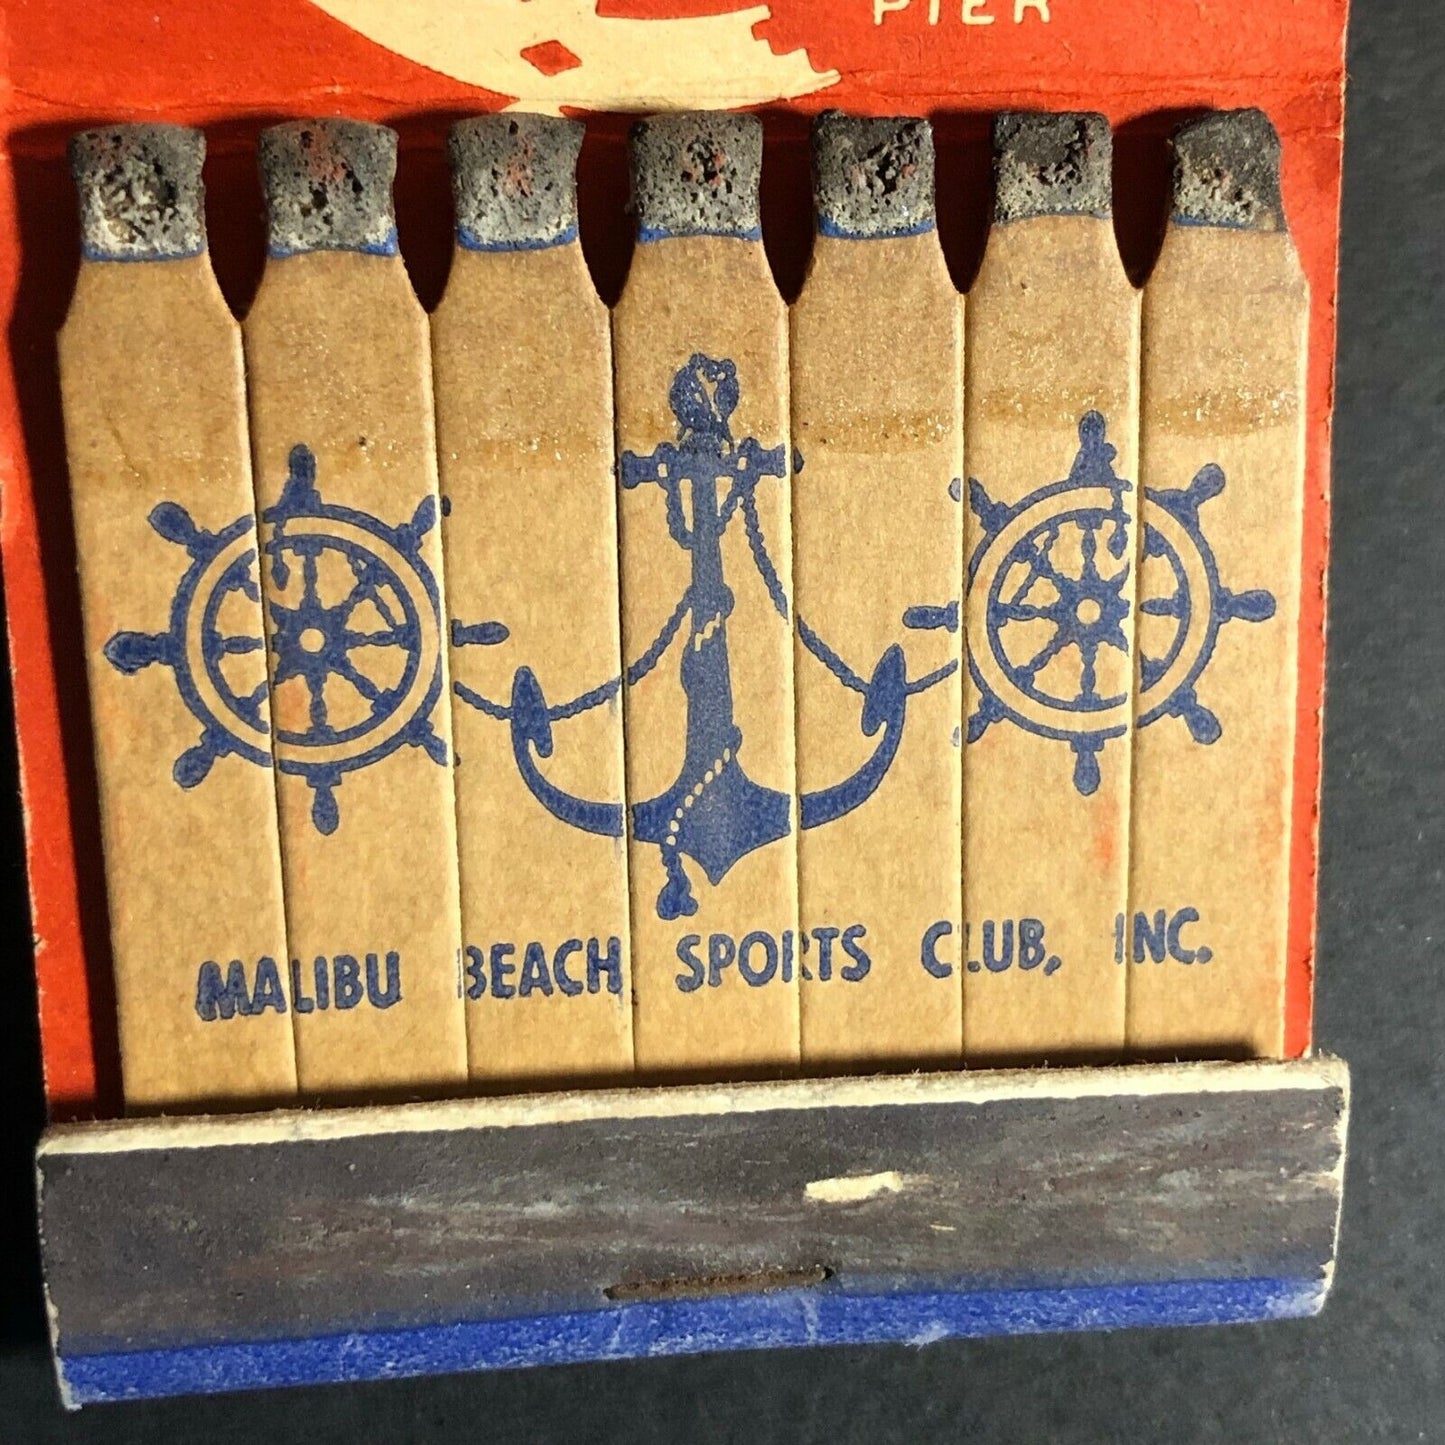 PIER
MALIBU BEACH SPORTS CLUB, INC.